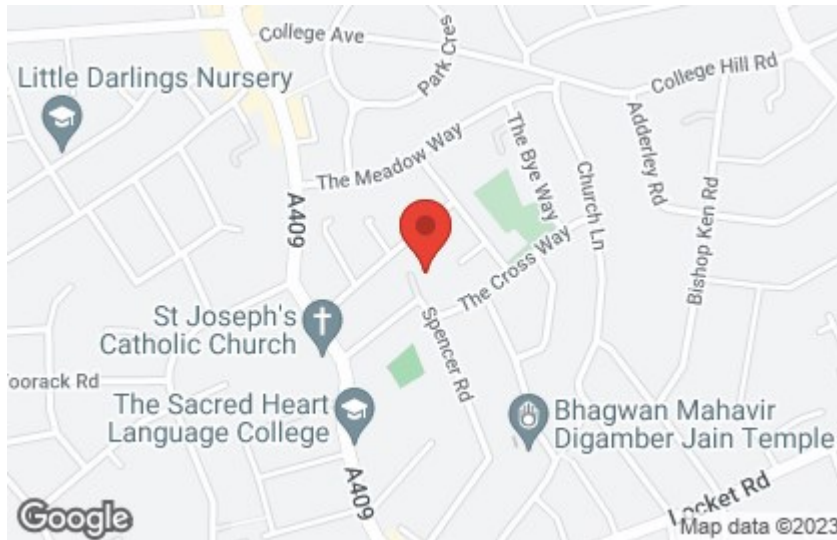 College Ave
Park Cres
College Hill Rd
Little Darlings Nursery
The Meadow Way
The Bye Way
Adderley Rd
Church Ln
Bishop Ken Rd
A409
The Cross Way
St Joseph's
Catholic Church
Spencer Rd
Toorack Rd
The Sacred Heart
Language College
Bhagwan Mahavir
Digamber Jain Temple
A409
Locket Rd
Google
Map data ©2023